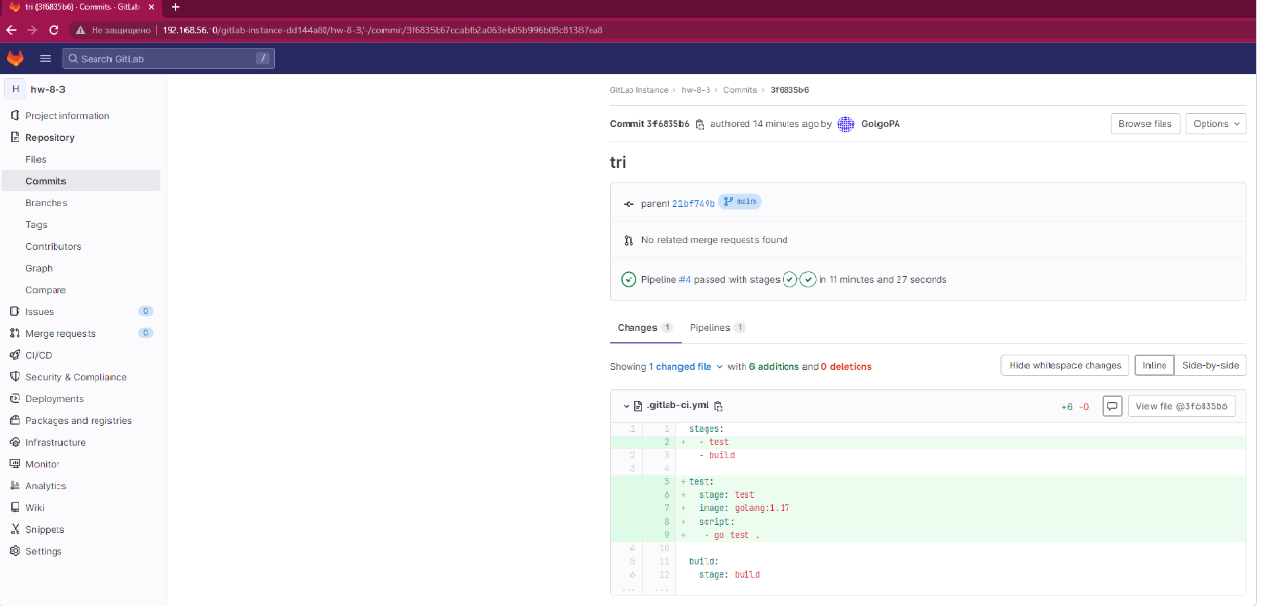 tri (3f6835b6) · Commits · GitLab
Не защищено
/gitlab-instance-dd144a80/hw-8-3/-/commit/
Search GitLab /
H hw-8-3
Project information
Repository
Files
Commits
Branches
Tags
Contributors
Graph
Compare
Issues 0
Merge requests 0
CI/CD
Security & Compliance
Deployments
Packages and registries
Infrastructure
Monitor
Analytics
Wiki
Snippets
Settings
GitLab Instance › hw-8-3 › Commits › 3f6835b6
Commit 3f6835b6 authored 14 minutes ago by GolgoPA
Browse files Options
tri
parent 21bf749b main
No related merge requests found
Pipeline #4 passed with stages in 11 minutes and 27 seconds
Changes 1 Pipelines 1
Showing 1 changed file with 6 additions and 0 deletions
Hide whitespace changes Inline Side-by-side
.gitlab-ci.yml +6 -0 View file @3f6835b6
1 1 stages:
2 + - test
2 3 - build
3 4
5 + test:
6 + stage: test
7 + image: golang:1.17
8 + script:
9 + - go test .
4 10
5 11 build:
6 12 stage: build
... ...